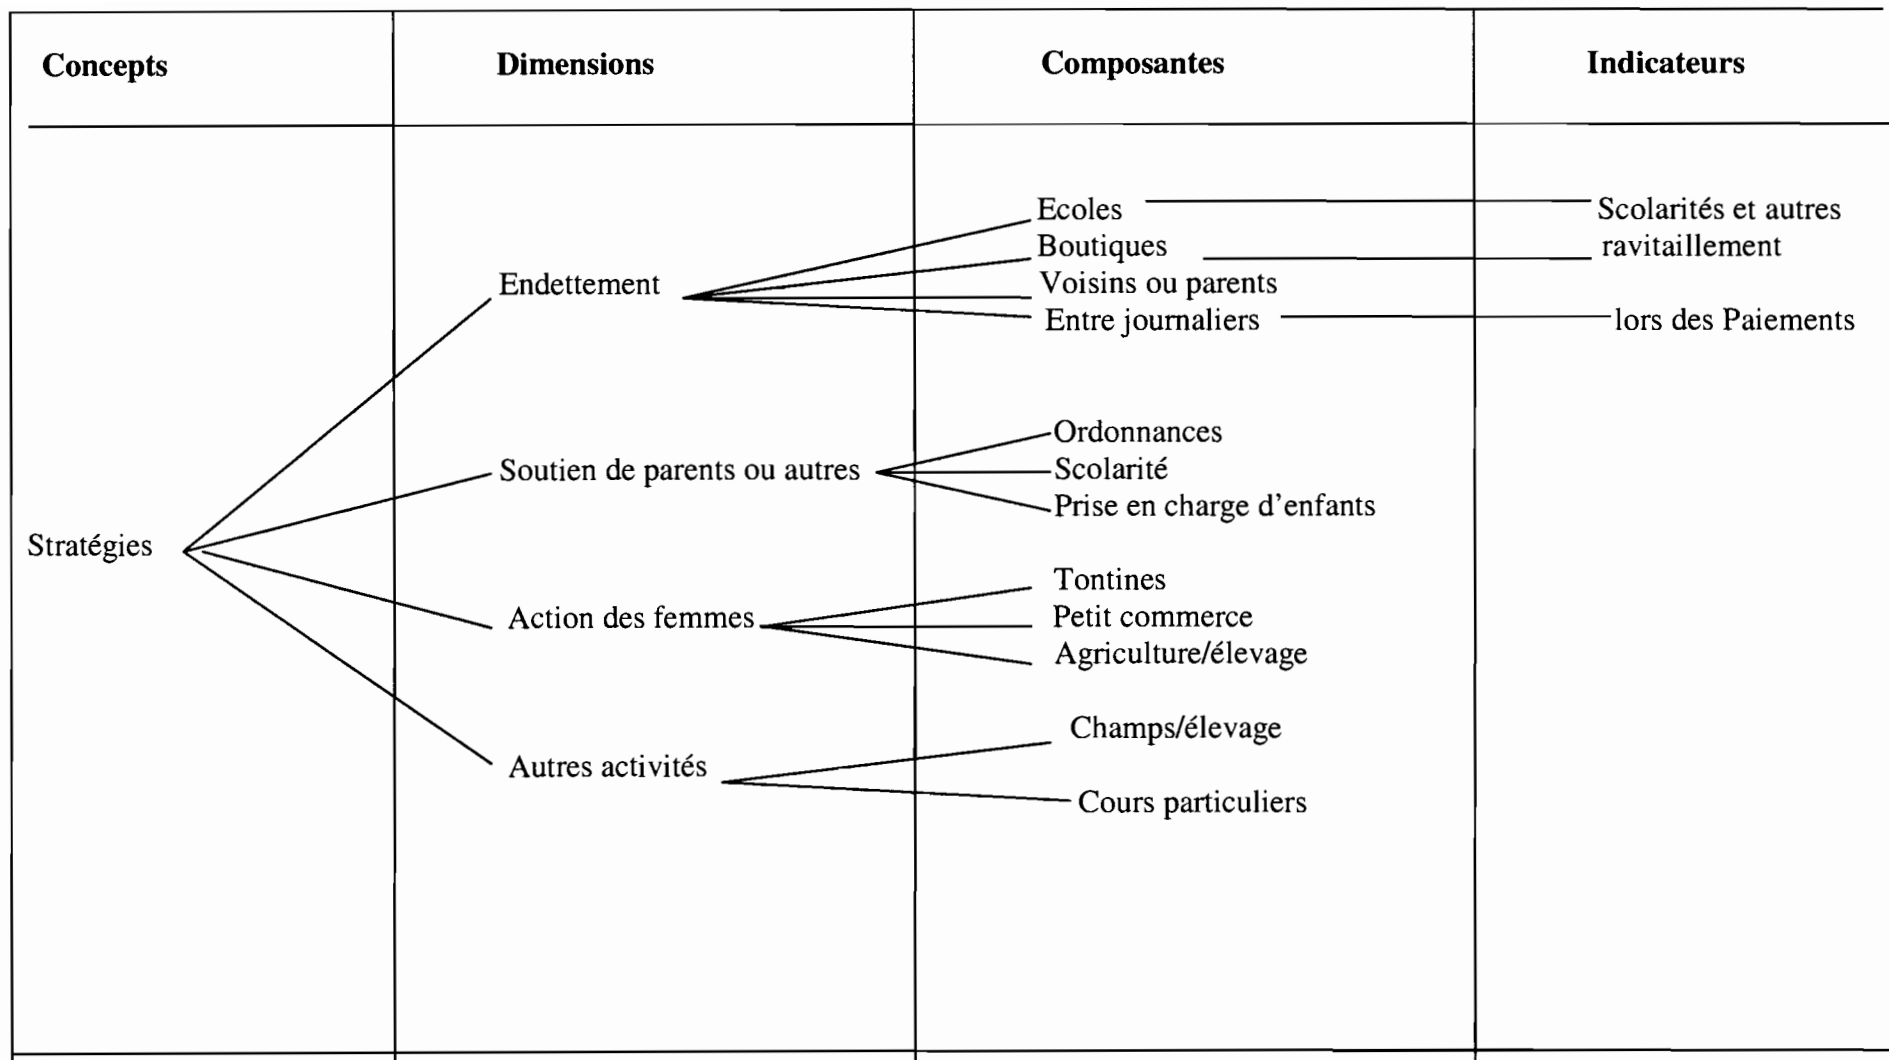 Concepts Dimensions Composantes Indicateurs
Ecoles Scolarités et autres
Boutiques ravitaillement
Endettement Voisins ou parents
Entre journaliers lors des Paiements
Ordonnances
Soutien de parents ou autres Scolarité
Prise en charge d'enfants
Stratégies
Tontines
Action des femmes Petit commerce
Agriculture/élevage
Champs/élevage
Autres activités
Cours particuliers